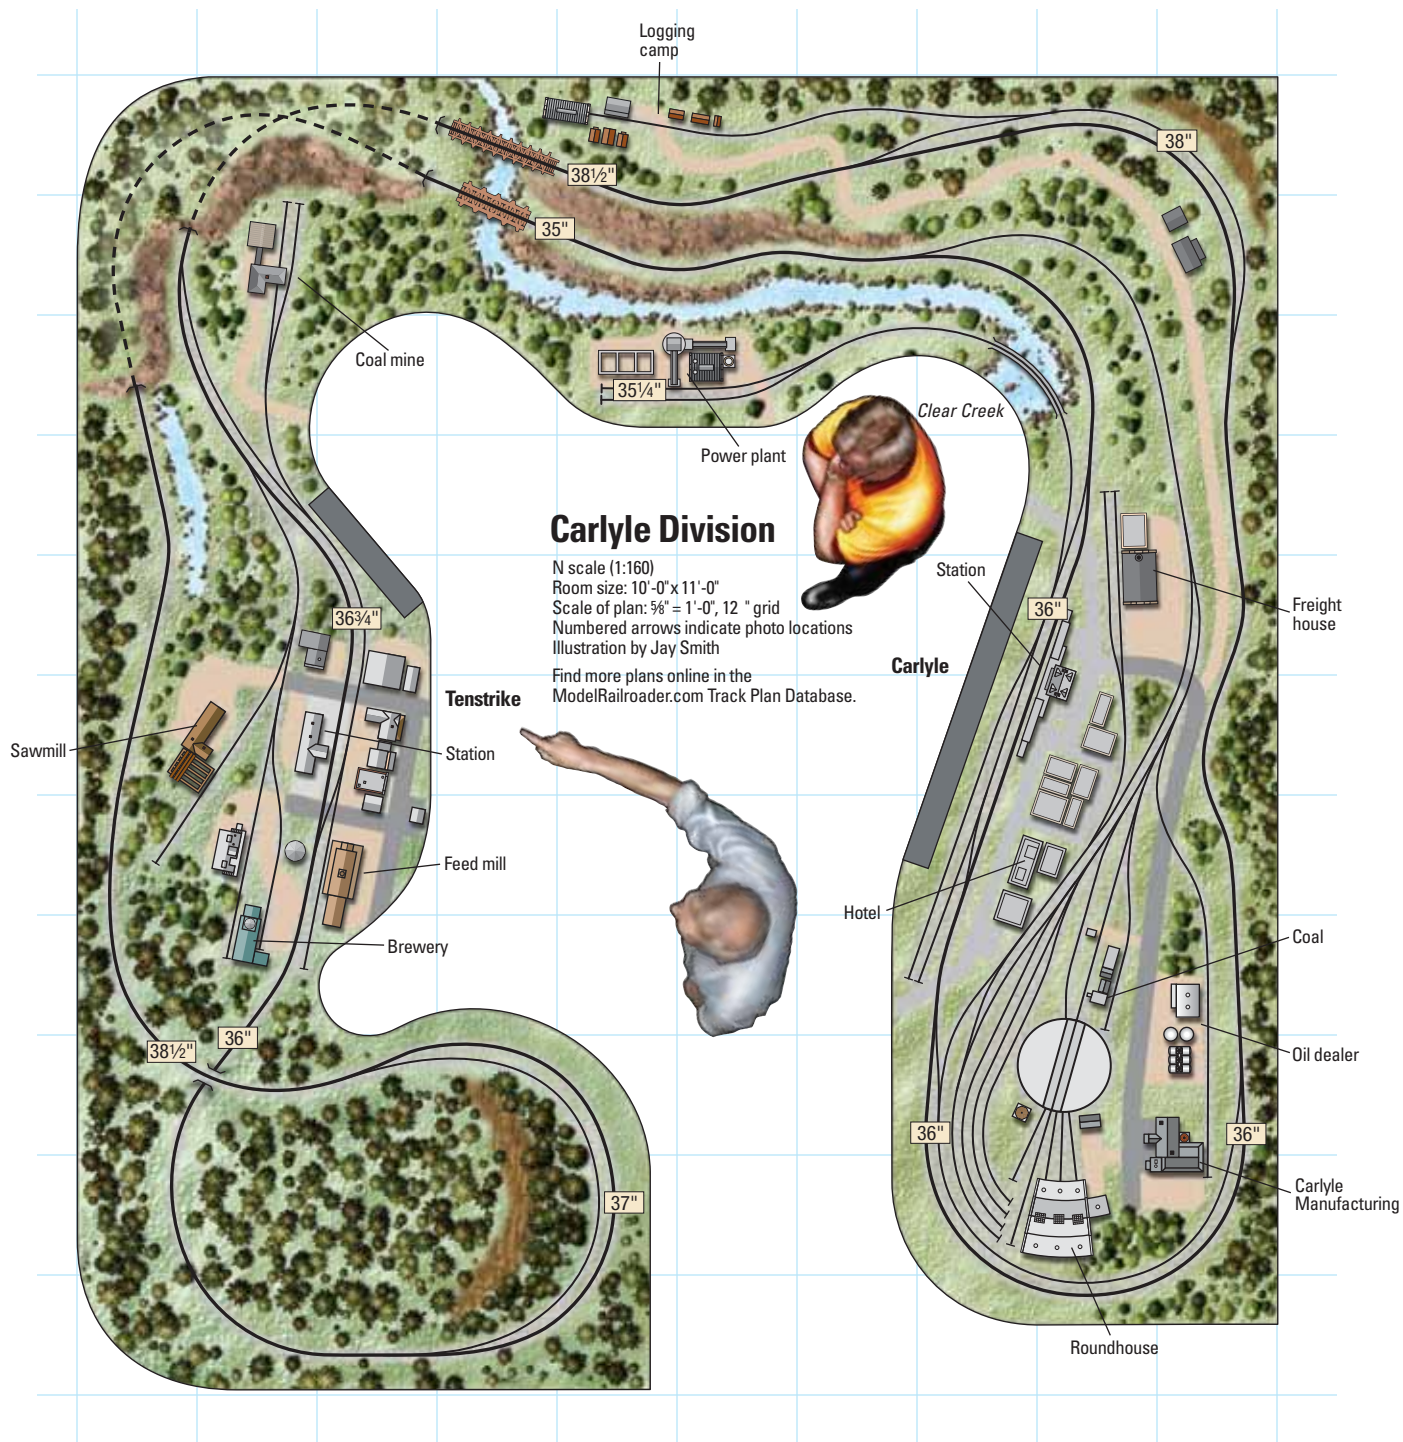 Logging
camp
38"
38½"
35"
Coal mine
35¼"
Clear Creek
Power plant
Carlyle Division
N scale (1:160)
Room size: 10'-0" x 11'-0"
Scale of plan: ⅝" = 1'-0", 12 " grid
Numbered arrows indicate photo locations
Illustration by Jay Smith
Find more plans online in the
ModelRailroader.com Track Plan Database.
Station
36"
Freight
house
36¾"
Carlyle
Tenstrike
Sawmill
Station
Feed mill
Hotel
Brewery
Coal
38½"
36"
Oil dealer
36"
36"
37"
Carlyle
Manufacturing
Roundhouse